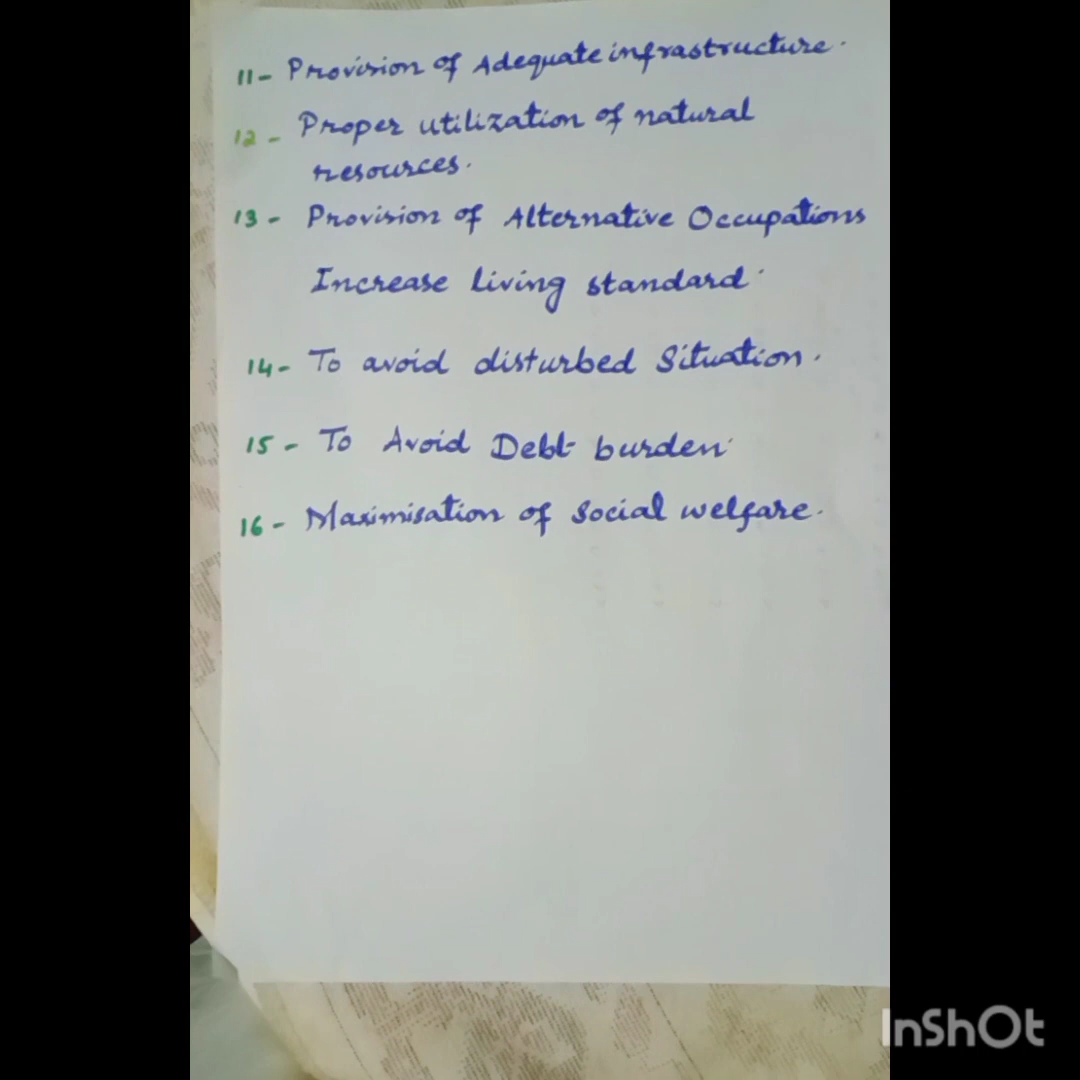 11- Provision of Adequate infrastructure.
12- Proper utilization of natural
resources.
13- Provision of Alternative Occupations
Increase living standard.
14- To avoid disturbed Situation.
15- To Avoid Debt burden
16- Maximisation of Social welfare.
InShOt